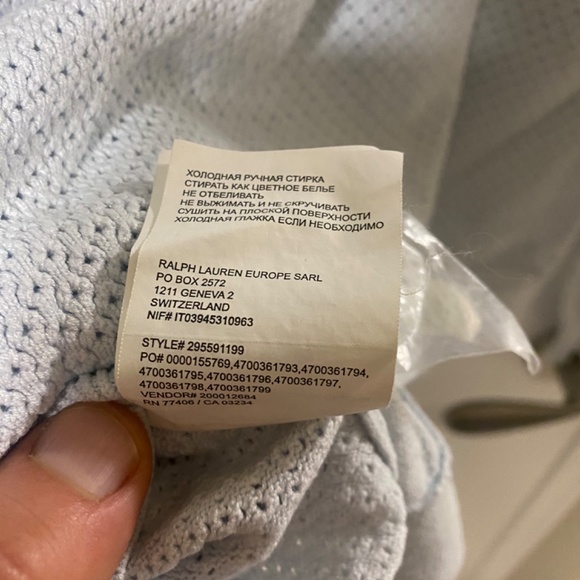 ХОЛОДНАЯ РУЧНАЯ СТИРКА
СТИРАТЬ КАК ЦВЕТНОЕ БЕЛЬЕ
НЕ ОТБЕЛИВАТЬ
НЕ ВЫЖИМАТЬ И НЕ СКРУЧИВАТЬ
СУШИТЬ НА ПЛОСКОЙ ПОВЕРХНОСТИ
ХОЛОДНАЯ ГЛАЖКА ЕСЛИ НЕОБХОДИМО
RALPH LAUREN EUROPE SARL
PO BOX 2572
1211 GENEVA 2
SWITZERLAND
NIF# IT03945310963
STYLE# 295591199
PO# 0000155769,4700361793,4700361794,
4700361795,4700361796,4700361797,
4700361798,4700361799
VENDOR# 200012684
RN 77406 / CA 03234